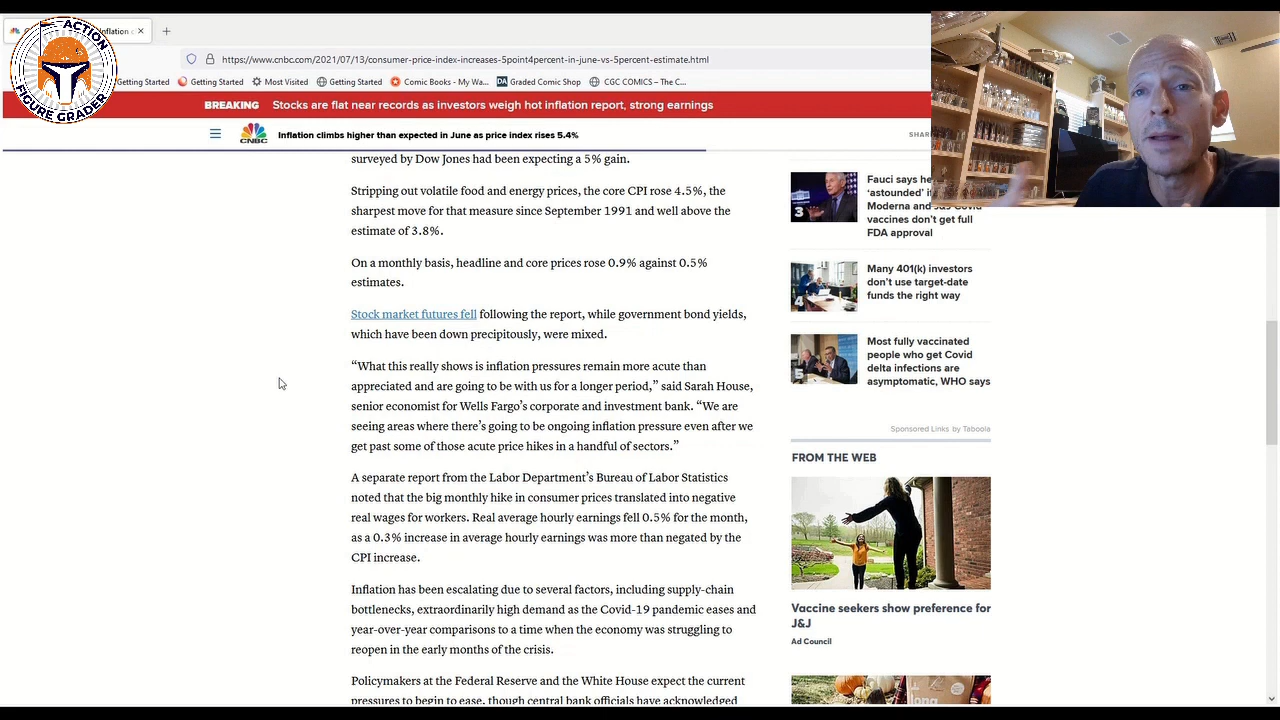 ACTION
FIGURE GRADER
Inflation
https://www.cnbc.com/2021/07/13/consumer-price-index-increases-5point4percent-in-june-vs-5percent-estimate.html
Getting Started
Getting Started
Most Visited
Getting Started
Comic Books - My Wa...
Graded Comic Shop
CGC COMICS – The C...
BREAKING
Stocks are flat near records as investors weigh hot inflation report, strong earnings
CNBC
Inflation climbs higher than expected in June as price index rises 5.4%
surveyed by Dow Jones had been expecting a 5% gain.
Stripping out volatile food and energy prices, the core CPI rose 4.5%, the
sharpest move for that measure since September 1991 and well above the
estimate of 3.8%.
On a monthly basis, headline and core prices rose 0.9% against 0.5%
estimates.
Stock market futures fell following the report, while government bond yields,
which have been down precipitously, were mixed.
“What this really shows is inflation pressures remain more acute than
appreciated and are going to be with us for a longer period,” said Sarah House,
senior economist for Wells Fargo’s corporate and investment bank. “We are
seeing areas where there’s going to be ongoing inflation pressure even after we
get past some of those acute price hikes in a handful of sectors.”
A separate report from the Labor Department’s Bureau of Labor Statistics
noted that the big monthly hike in consumer prices translated into negative
real wages for workers. Real average hourly earnings fell 0.5% for the month,
as a 0.3% increase in average hourly earnings was more than negated by the
CPI increase.
Inflation has been escalating due to several factors, including supply-chain
bottlenecks, extraordinarily high demand as the Covid-19 pandemic eases and
year-over-year comparisons to a time when the economy was struggling to
reopen in the early months of the crisis.
Policymakers at the Federal Reserve and the White House expect the current
pressures to begin to ease, though central bank officials have acknowledged
3
Fauci says he
‘astounded’
Moderna and
Covid
vaccines don’t get full
FDA approval
4
Many 401(k) investors
don’t use target-date
funds the right way
5
Most fully vaccinated
people who get Covid
delta infections are
asymptomatic, WHO says
Sponsored Links by Taboola
FROM THE WEB
Vaccine seekers show preference for
J&J
Ad Council